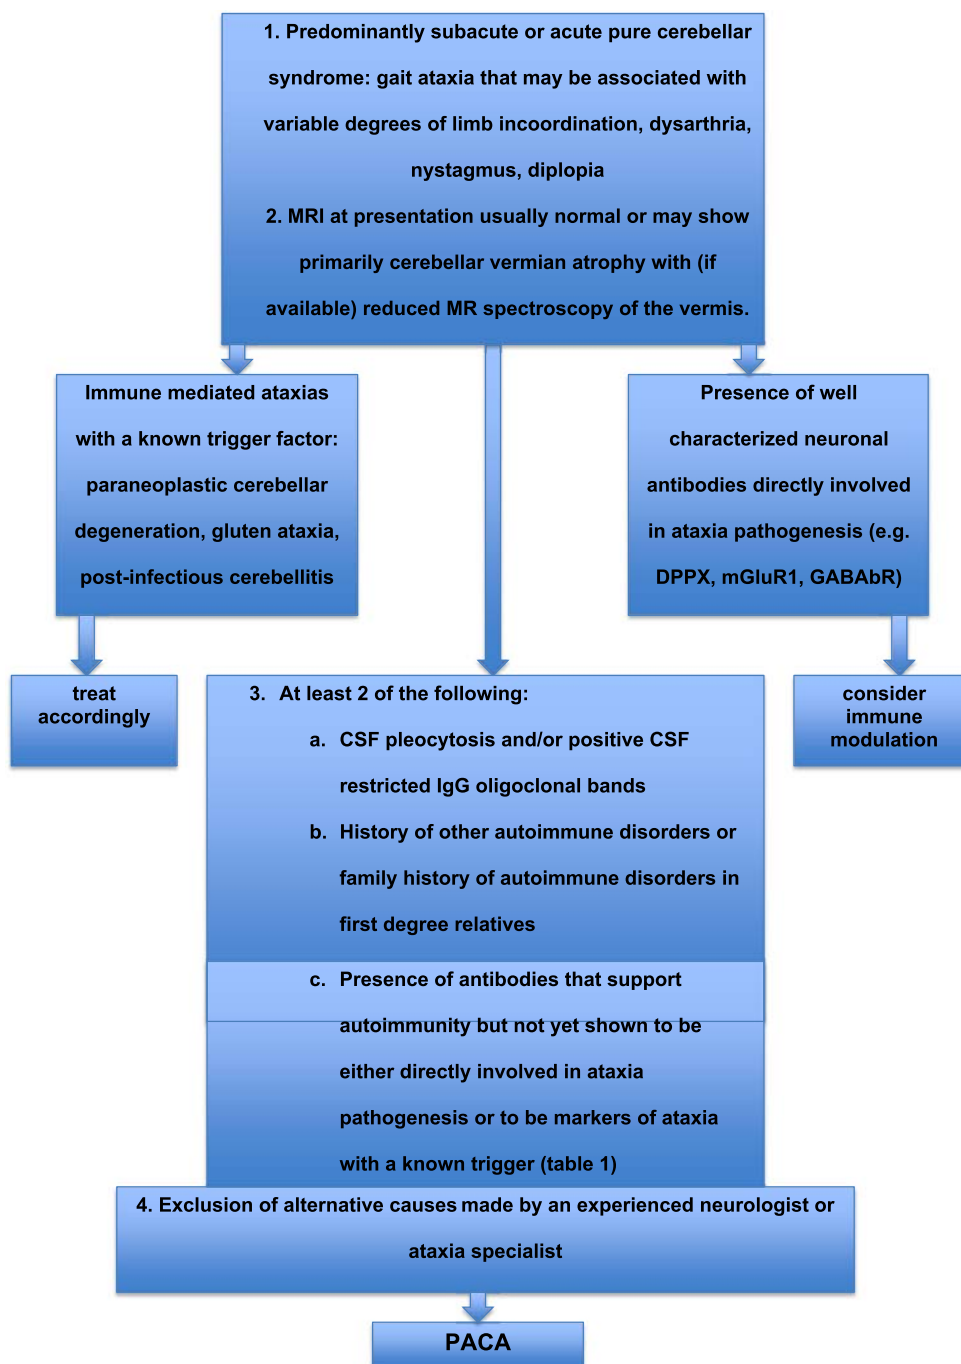 1. Predominantly subacute or acute pure cerebellar
syndrome: gait ataxia that may be associated with
variable degrees of limb incoordination, dysarthria,
nystagmus, diplopia
2. MRI at presentation usually normal or may show
primarily cerebellar vermian atrophy with (if
available) reduced MR spectroscopy of the vermis.
Immune mediated ataxias
with a known trigger factor:
paraneoplastic cerebellar
degeneration, gluten ataxia,
post-infectious cerebellitis
Presence of well
characterized neuronal
antibodies directly involved
in ataxia pathogenesis (e.g.
DPPX, mGluR1, GABAbR)
treat
accordingly
3. At least 2 of the following:
a. CSF pleocytosis and/or positive CSF
restricted IgG oligoclonal bands
b. History of other autoimmune disorders or
family history of autoimmune disorders in
first degree relatives
c. Presence of antibodies that support
autoimmunity but not yet shown to be
either directly involved in ataxia
pathogenesis or to be markers of ataxia
with a known trigger (table 1)
consider
immune
modulation
4. Exclusion of alternative causes made by an experienced neurologist or
ataxia specialist
PACA